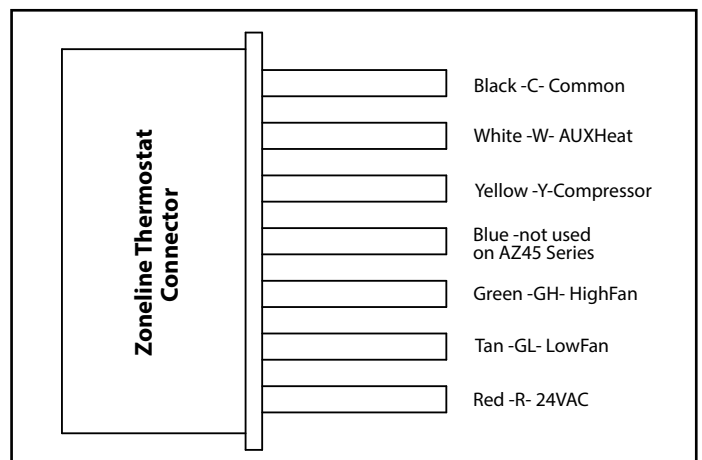 Zoneline Thermostat
Connector
Black -C- Common
White -W- AUXHeat
Yellow -Y-Compressor
Blue -not used
on AZ45 Series
Green -GH- HighFan
Tan -GL- LowFan
Red -R- 24VAC